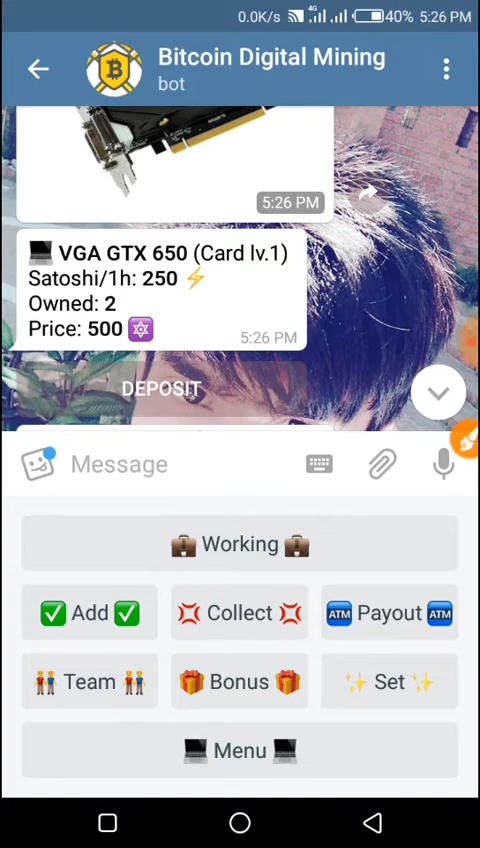 0.0K/s 4G 40% 5:26 PM
Bitcoin Digital Mining
bot
5:26 PM
💻 VGA GTX 650 (Card lv.1)
Satoshi/1h: 250 ⚡
Owned: 2
Price: 500 🔯
5:26 PM
DEPOSIT
Message
💼 Working 💼
✅ Add ✅
💢 Collect 💢
🏧 Payout 🏧
👬 Team 👬
🎁 Bonus 🎁
✨ Set ✨
💻 Menu 💻